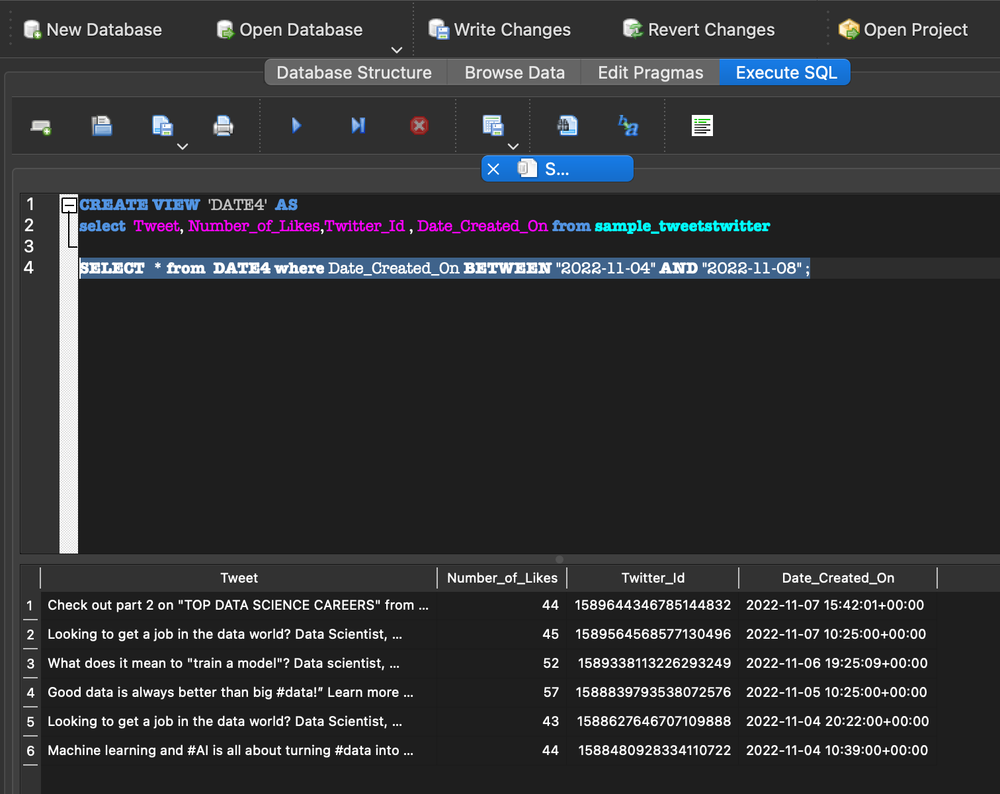 New Database Open Database Write Changes Revert Changes Open Project
Database Structure Browse Data Edit Pragmas Execute SQL
S...
1 CREATE VIEW 'DATE4' AS
2 select Tweet, Number_of_Likes,Twitter_Id , Date_Created_On from sample_tweetstwitter
3
4 SELECT * from DATE4 where Date_Created_On BETWEEN "2022-11-04" AND "2022-11-08" ;
Tweet Number_of_Likes Twitter_Id Date_Created_On
1 Check out part 2 on "TOP DATA SCIENCE CAREERS" from ... 44 1589644346785144832 2022-11-07 15:42:01+00:00
2 Looking to get a job in the data world? Data Scientist, ... 45 1589564568577130496 2022-11-07 10:25:00+00:00
3 What does it mean to "train a model"? Data scientist, ... 52 1589338113226293249 2022-11-06 19:25:09+00:00
4 Good data is always better than big #data!” Learn more ... 57 1588839793538072576 2022-11-05 10:25:00+00:00
5 Looking to get a job in the data world? Data Scientist, ... 43 1588627646707109888 2022-11-04 20:22:00+00:00
6 Machine learning and #AI is all about turning #data into ... 44 1588480928334110722 2022-11-04 10:39:00+00:00